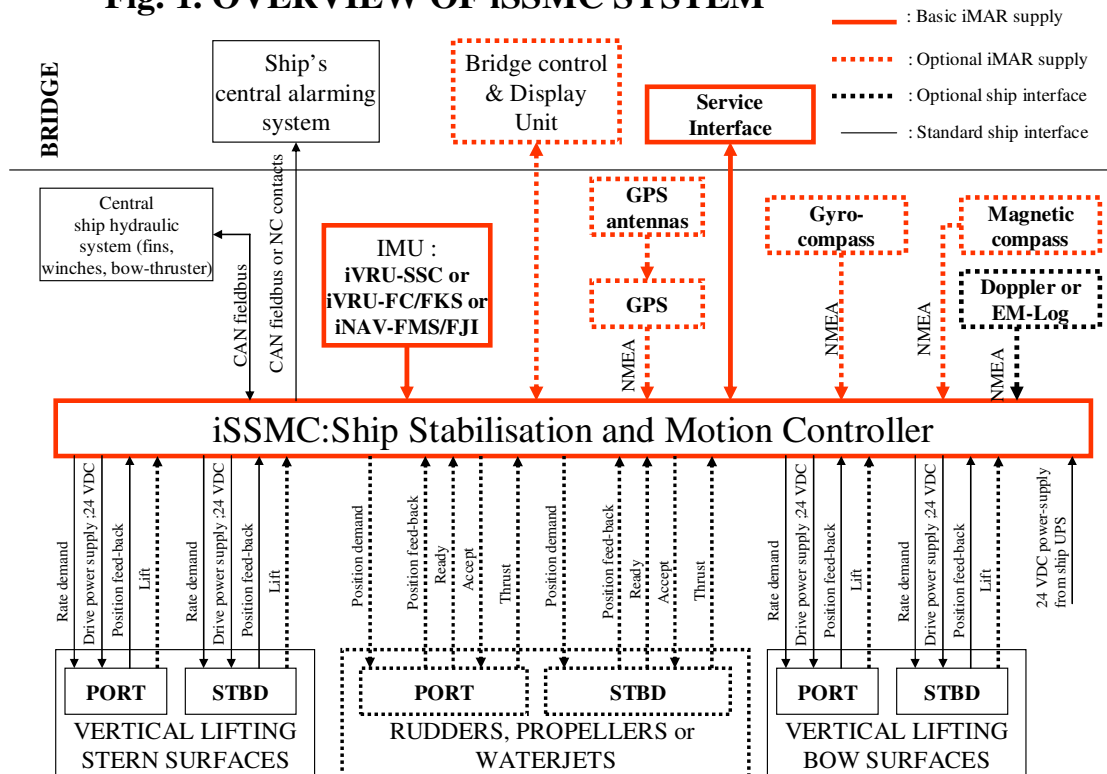 Fig. 1: OVERVIEW OF iSSMC SYSTEM
: Basic iMAR supply
: Optional iMAR supply
: Optional ship interface
: Standard ship interface
BRIDGE
Ship's
central alarming
system
Bridge control
& Display
Unit
Service
Interface
Central
ship hydraulic
system (fins,
winches, bow-thruster)
CAN fieldbus
CAN fieldbus or NC contacts
IMU :
iVRU-SSC or
iVRU-FC/FKS or
iNAV-FMS/FJI
GPS
antennas
GPS
NMEA
Gyro-
compass
NMEA
Magnetic
compass
NMEA
Doppler or
EM-Log
NMEA
iSSMC:Ship Stabilisation and Motion Controller
Rate demand
Drive power supply :24 VDC
Position feed-back
Lift
Rate demand
Drive power supply :24 VDC
Position feed-back
Lift
Position demand
Position feed-back
Ready
Accept
Thrust
Position demand
Position feed-back
Ready
Accept
Thrust
Rate demand
Drive power supply :24 VDC
Position feed-back
Lift
Rate demand
Drive power supply :24 VDC
Position feed-back
Lift
24 VDC power-supply
from ship UPS
PORT
STBD
VERTICAL LIFTING
STERN SURFACES
PORT
STBD
RUDDERS, PROPELLERS or
WATERJETS
PORT
STBD
VERTICAL LIFTING
BOW SURFACES